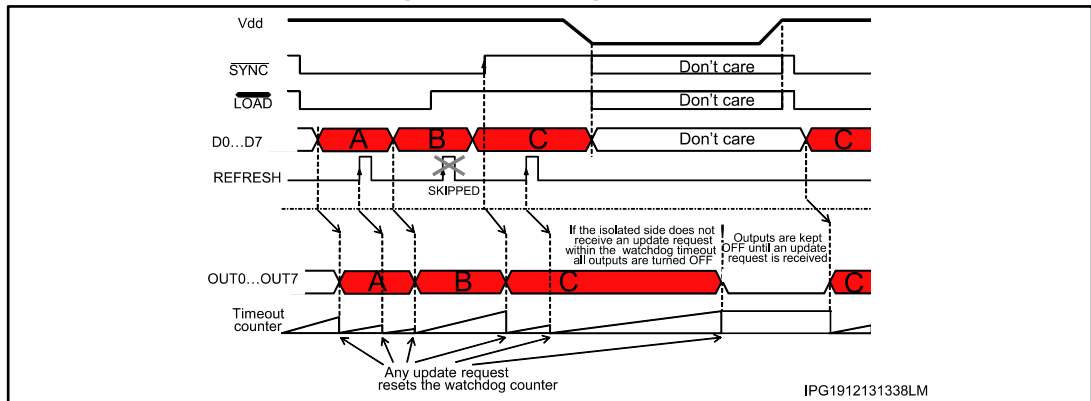 Vdd
SYNC
Don't care
LOAD
Don't care
D0...D7
A
B
C
Don't care
C
REFRESH
SKIPPED
If the isolated side does not
receive an update request
within the watchdog timeout
all outputs are turned OFF
Outputs are kept
OFF until an update
request is received
OUT0...OUT7
A
B
C
C
Timeout
counter
Any update request
resets the watchdog counter
IPG1912131338LM